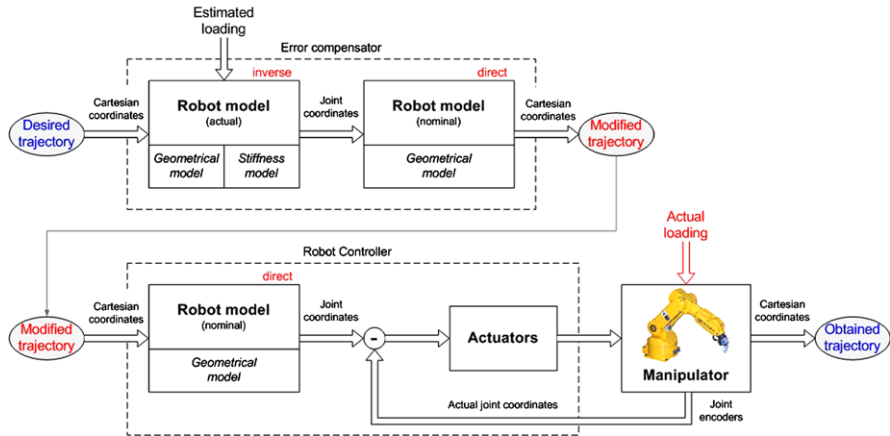 Estimated
loading
Error compensator
inverse
direct
Cartesian
coordinates
Robot model
(actual)
Joint
coordinates
Robot model
(nominal)
Cartesian
coordinates
Desired
trajectory
Modified
trajectory
Geometrical
model
Stiffness
model
Geometrical
model
Actual
loading
Robot Controller
direct
Cartesian
coordinates
Robot model
(nominal)
Joint
coordinates
Cartesian
coordinates
Modified
trajectory
-
Actuators
Obtained
trajectory
Geometrical
model
Manipulator
Actual joint coordinates
Joint
encoders